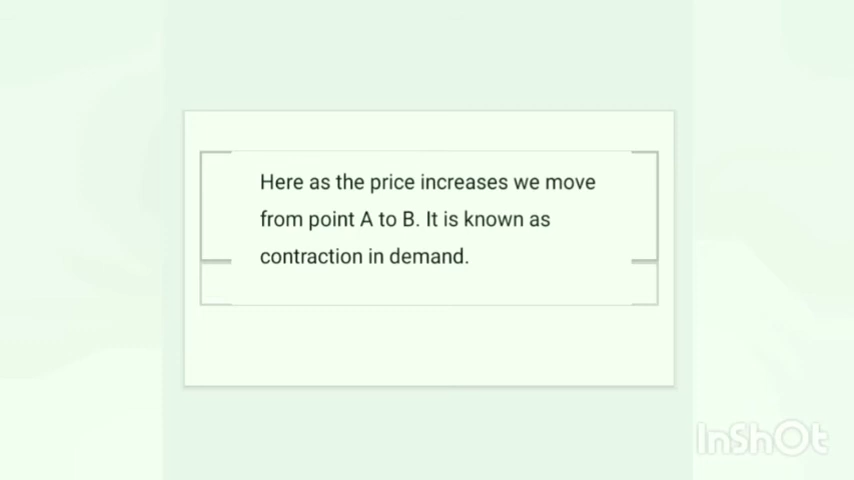 Here as the price increases we move
from point A to B. It is known as
contraction in demand.
InShOt